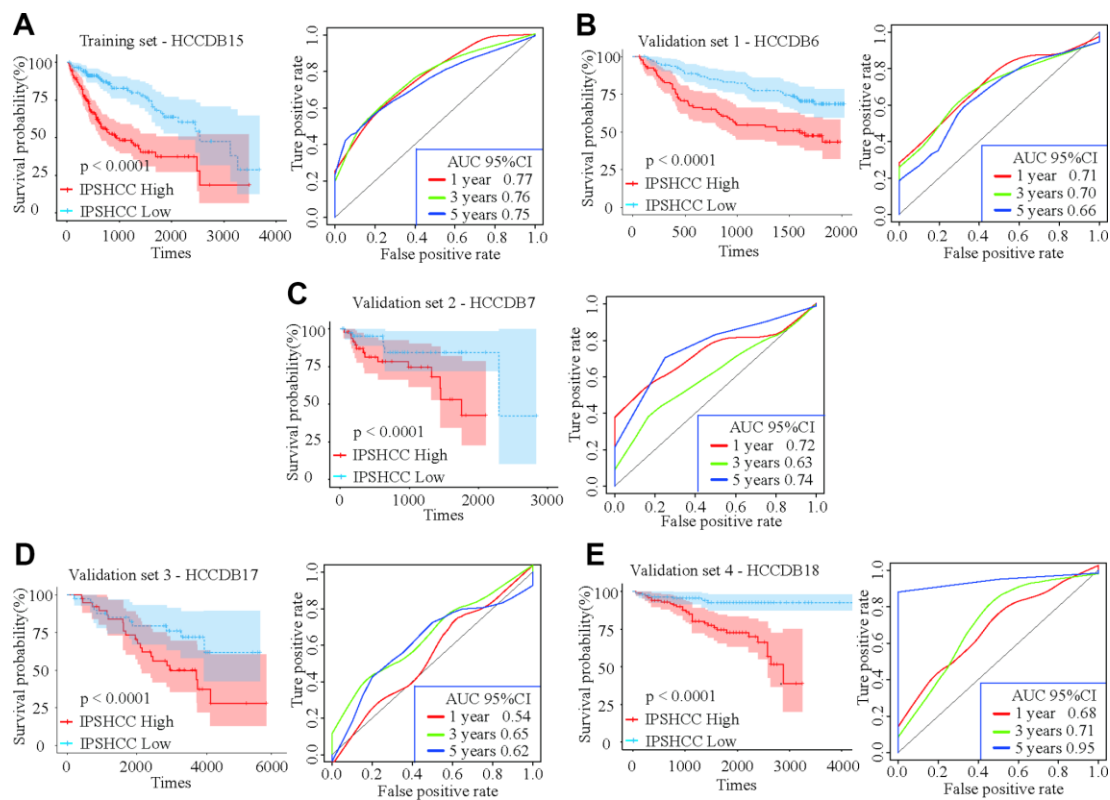 A
Training set - HCCDB15
Survival probability(%)
100
75
50
25
0
p < 0.0001
IPSHCC High
IPSHCC Low
0 1000 2000 3000 4000
Times
Ture positive rate
0.0 0.2 0.4 0.6 0.8 1.0
AUC 95%CI
1 year 0.77
3 years 0.76
5 years 0.75
0.0 0.2 0.4 0.6 0.8 1.0
False positive rate
B
Validation set 1 - HCCDB6
Survival probability(%)
100
75
50
25
0
p < 0.0001
IPSHCC High
IPSHCC Low
0 500 1000 1500 2000
Times
Ture positive rate
0.0 0.2 0.4 0.6 0.8 1.0
AUC 95%CI
1 year 0.71
3 years 0.70
5 years 0.66
0.0 0.2 0.4 0.6 0.8 1.0
False positive rate
C
Validation set 2 - HCCDB7
Survival probability(%)
100
75
50
25
0
p < 0.0001
IPSHCC High
IPSHCC Low
0 1000 2000 3000
Times
Ture positive rate
0.0 0.2 0.4 0.6 0.8 1.0
AUC 95%CI
1 year 0.72
3 years 0.63
5 years 0.74
0.0 0.2 0.4 0.6 0.8 1.0
False positive rate
D
Validation set 3 - HCCDB17
Survival probability(%)
100
75
50
25
0
p < 0.0001
IPSHCC High
IPSHCC Low
0 2000 4000 6000
Times
Ture positive rate
0.0 0.2 0.4 0.6 0.8 1.0
AUC 95%CI
1 year 0.54
3 years 0.65
5 years 0.62
0.0 0.2 0.4 0.6 0.8 1.0
False positive rate
E
Validation set 4 - HCCDB18
Survival probability(%)
100
75
50
25
0
p < 0.0001
IPSHCC High
IPSHCC Low
0 1000 2000 3000 4000
Times
Ture positive rate
0.0 0.2 0.4 0.6 0.8 1.0
AUC 95%CI
1 year 0.68
3 years 0.71
5 years 0.95
0.0 0.2 0.4 0.6 0.8 1.0
False positive rate